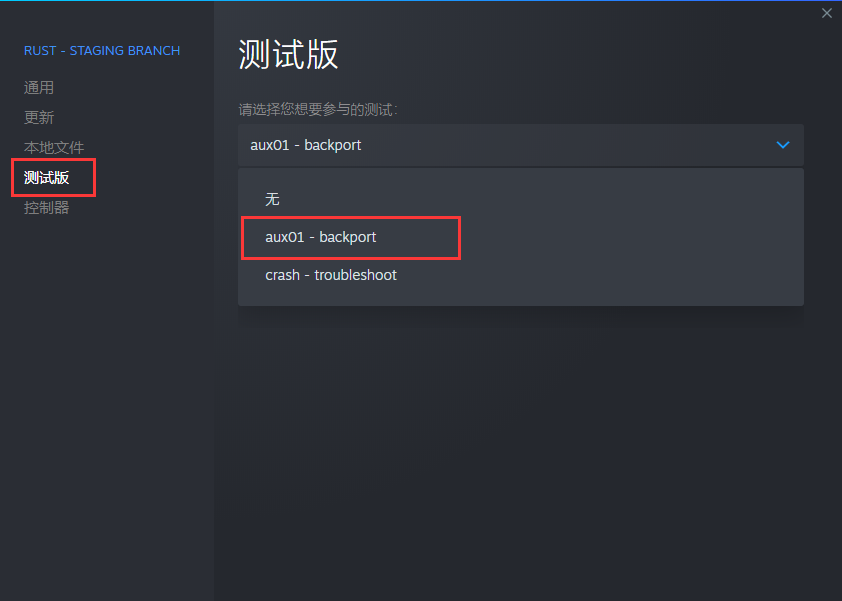 RUST - STAGING BRANCH
通用
更新
本地文件
测试版
控制器
测试版
请选择您想要参与的测试:
aux01 - backport
无
aux01 - backport
crash - troubleshoot